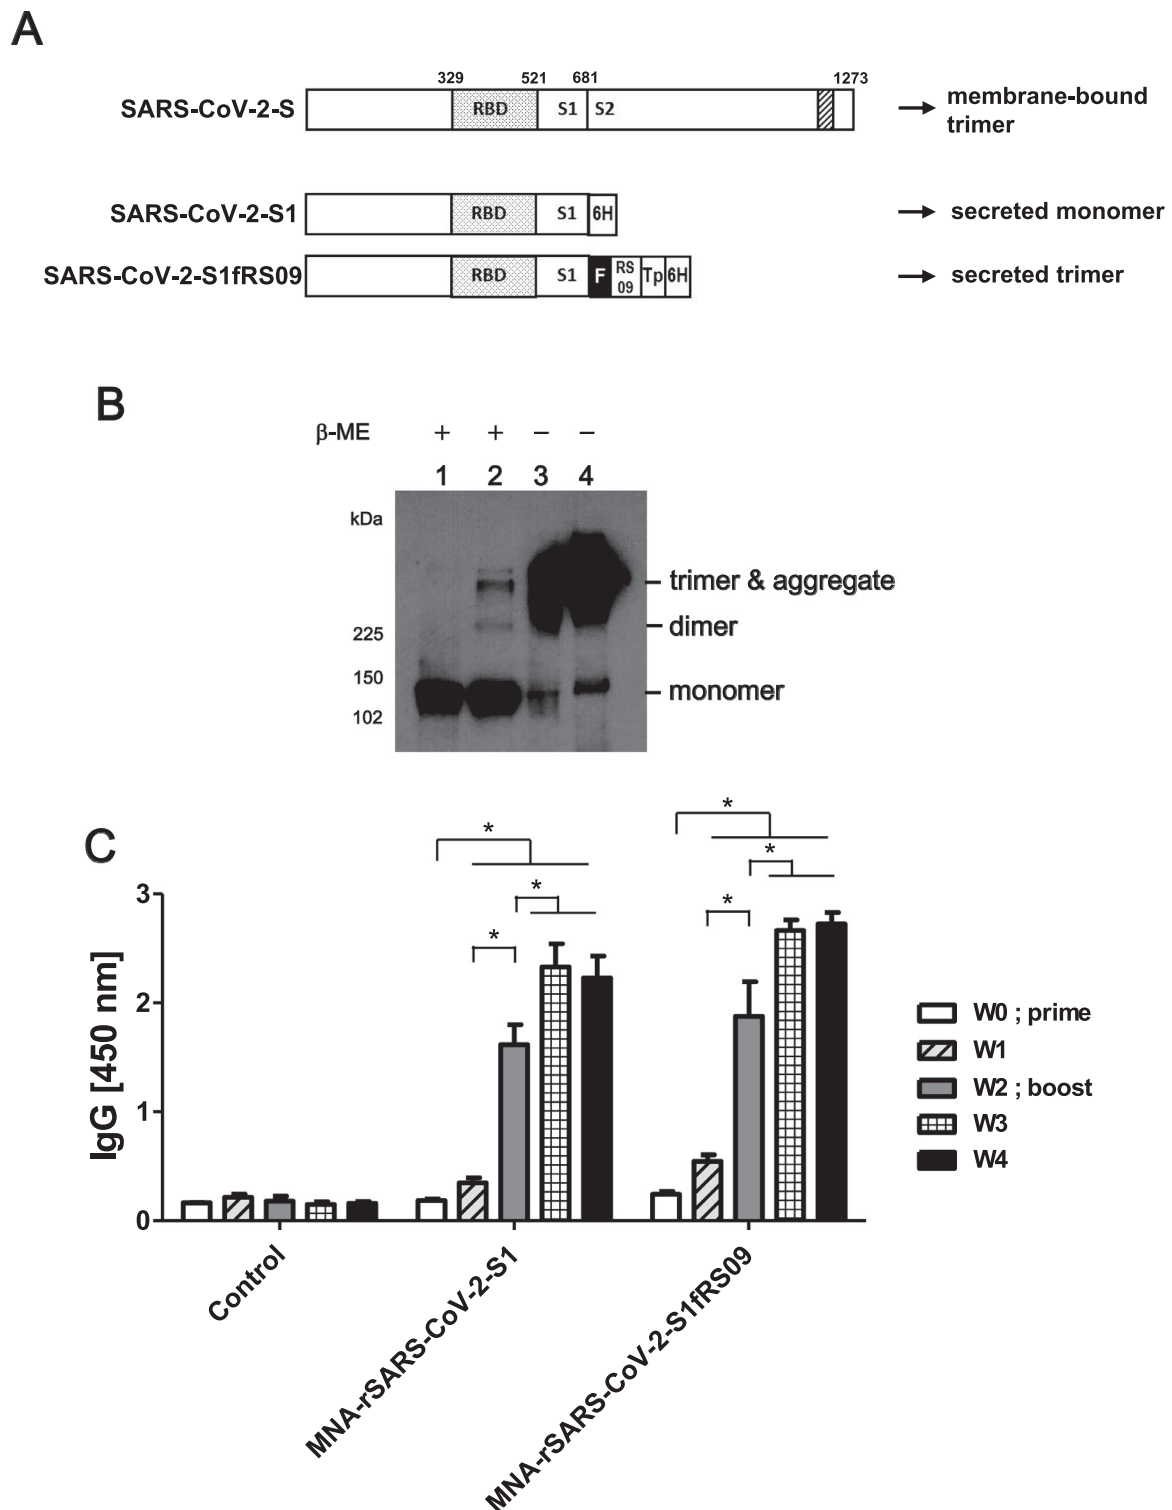 A
329 521 681 1273
SARS-CoV-2-S RBD S1 S2 membrane-bound
trimer
SARS-CoV-2-S1 RBD S1 6H secreted monomer
SARS-CoV-2-S1fRS09 RBD S1 F RS
09 Tp 6H secreted trimer
B
β-ME + + − −
1 2 3 4
kDa
trimer & aggregate
dimer
225
150
monomer
102
C
* *
* *
* *
3
2
1
0
IgG [450 nm]
W0 ; prime
W1
W2 ; boost
W3
W4
Control
MNA-rSARS-CoV-2-S1
MNA-rSARS-CoV-2-S1fRS09